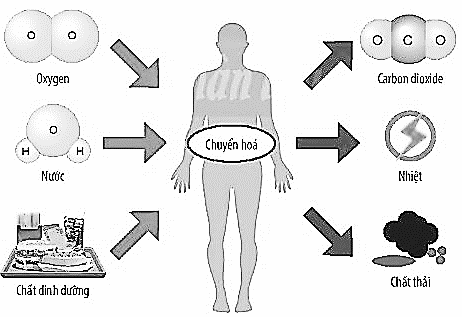 O O
Oxygen
O
H H
Nước
Chất dinh dưỡng
Chuyển hoá
O C O
Carbon dioxide
Nhiệt
Chất thải